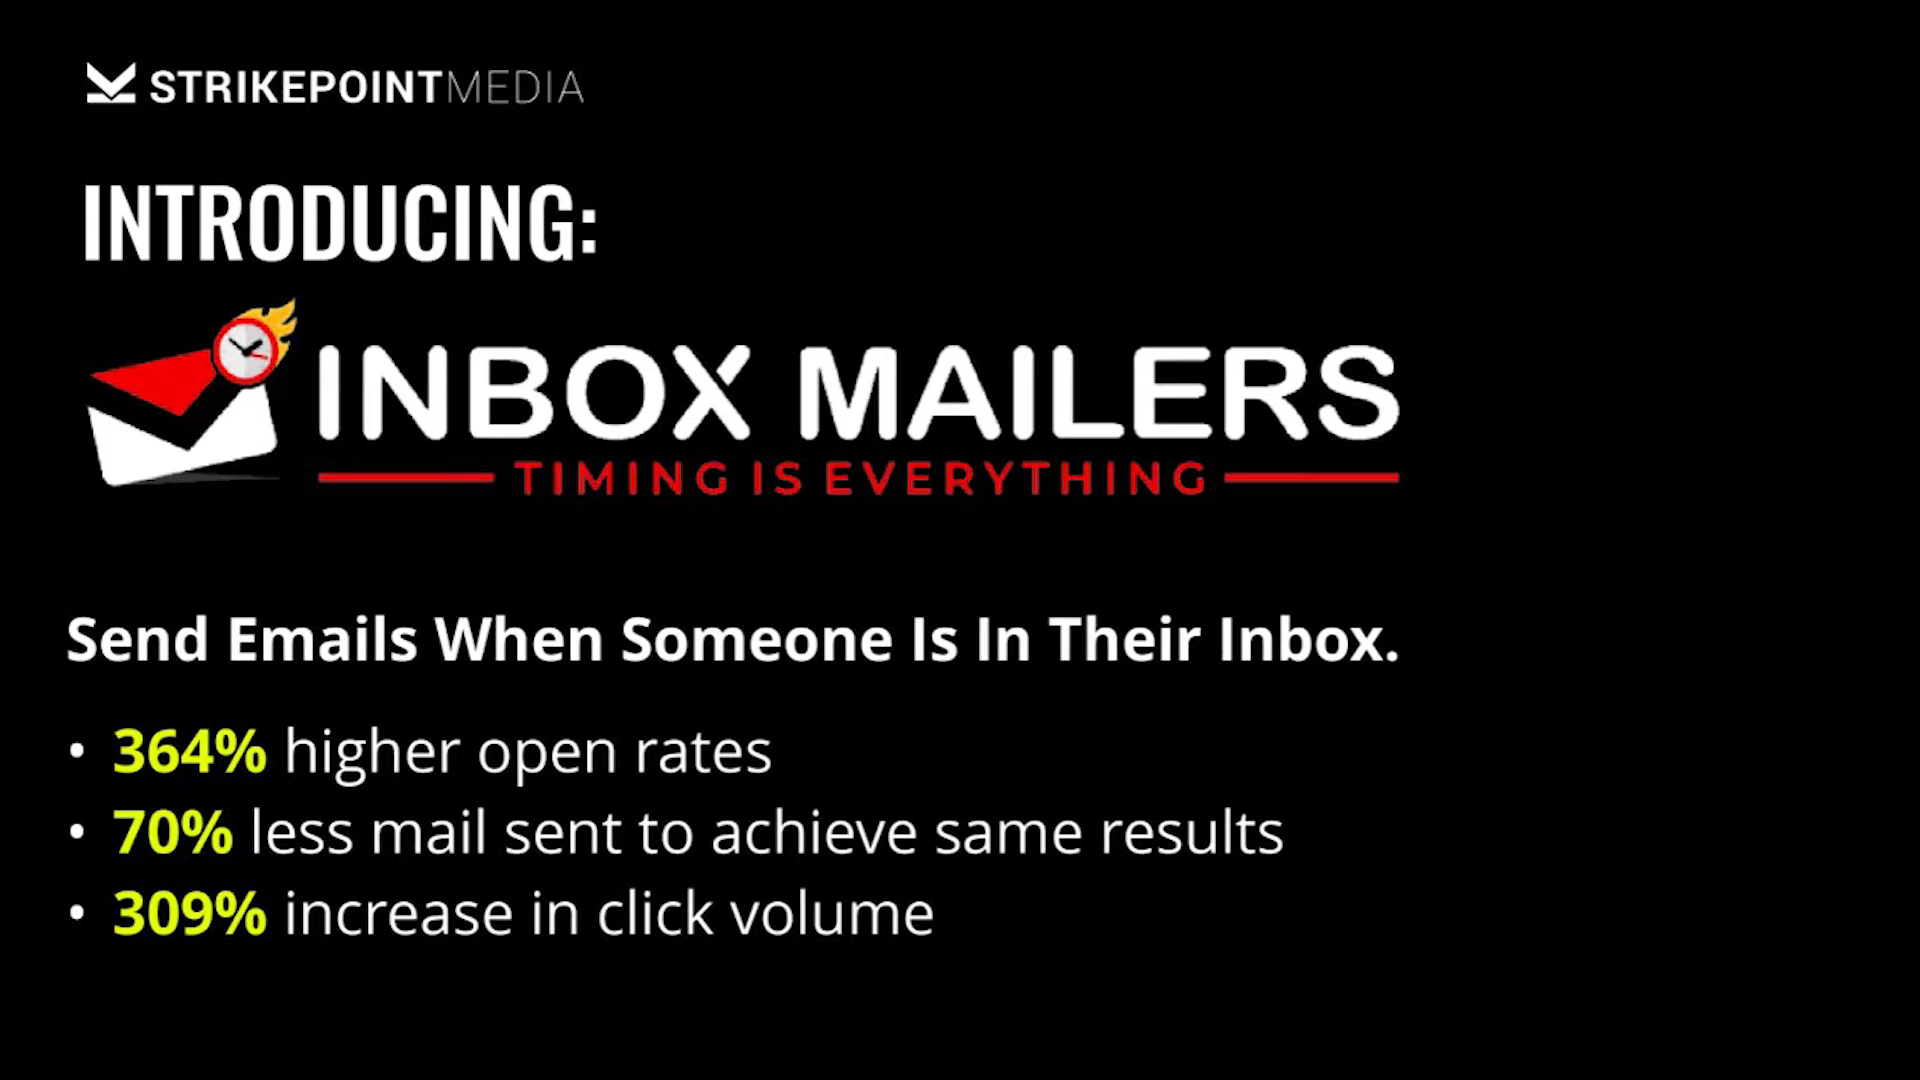 STRIKEPOINTMEDIA
INTRODUCING:
INBOX MAILERS
TIMING IS EVERYTHING
Send Emails When Someone Is In Their Inbox.
• 364% higher open rates
• 70% less mail sent to achieve same results
• 309% increase in click volume